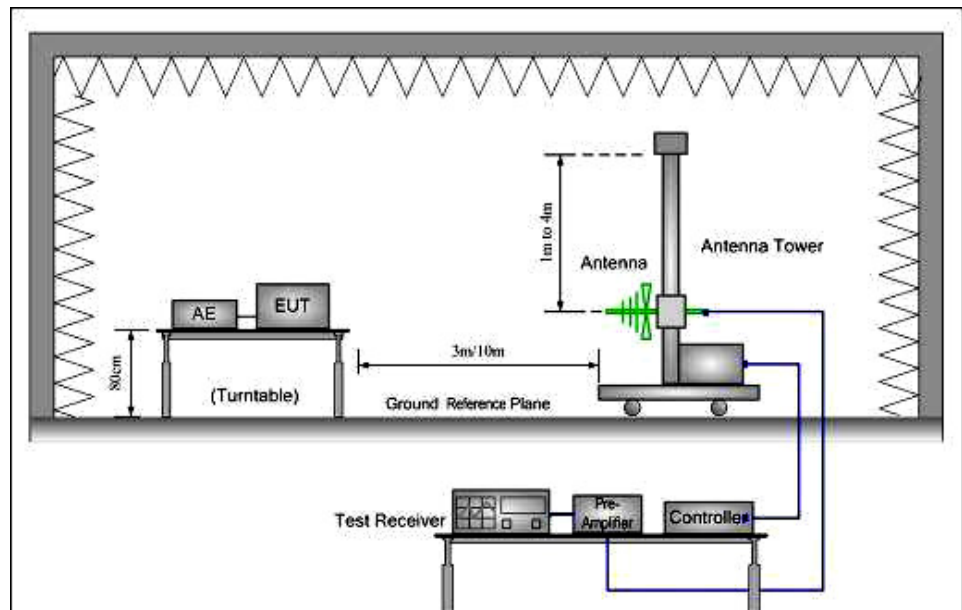 1m to 4m
Antenna
Antenna Tower
AE
EUT
80cm
3m/10m
(Turntable)
Ground Reference Plane
Test Receiver
Pre-
Amplifier
Controller